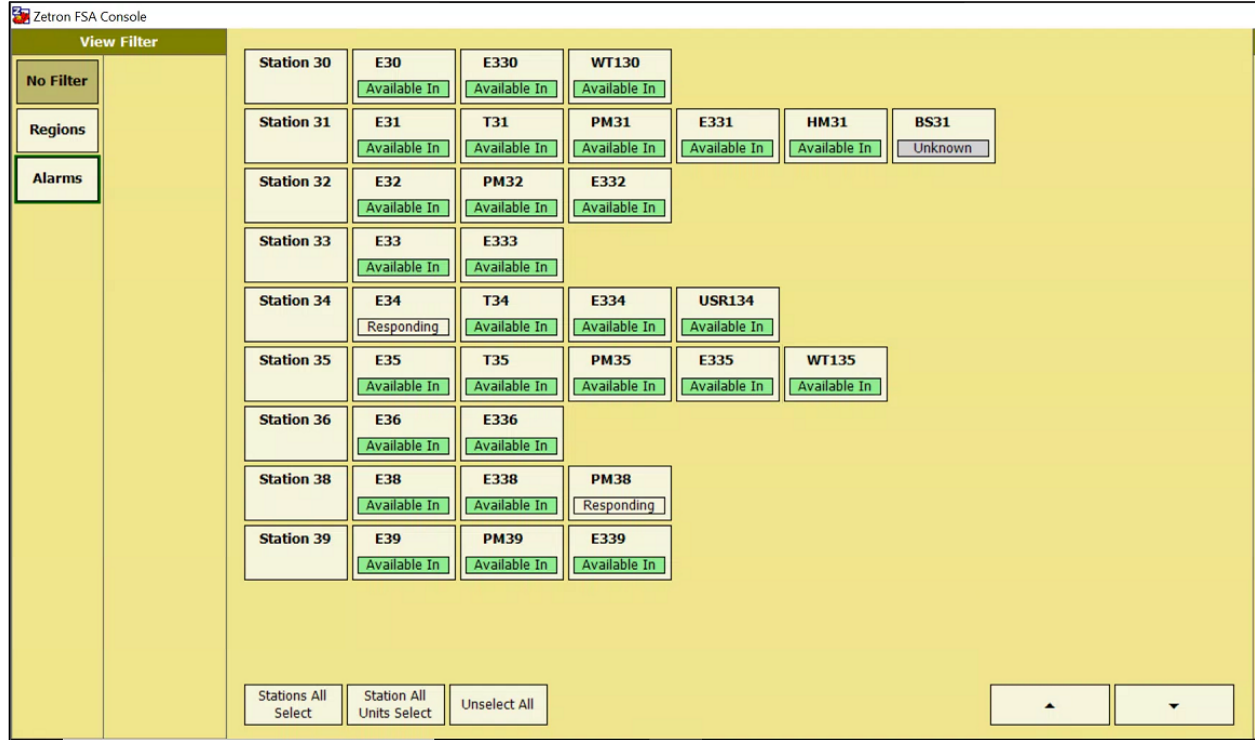 Zetron FSA Console
View Filter
No Filter
Regions
Alarms
Station 30 E30 E330 WT130
Available In Available In Available In
Station 31 E31 T31 PM31 E331 HM31 BS31
Available In Available In Available In Available In Available In Unknown
Station 32 E32 PM32 E332
Available In Available In Available In
Station 33 E33 E333
Available In Available In
Station 34 E34 T34 E334 USR134
Responding Available In Available In Available In
Station 35 E35 T35 PM35 E335 WT135
Available In Available In Available In Available In Available In
Station 36 E36 E336
Available In Available In
Station 38 E38 E338 PM38
Available In Available In Responding
Station 39 E39 PM39 E339
Available In Available In Available In
Stations All
Select
Station All
Units Select
Unselect All